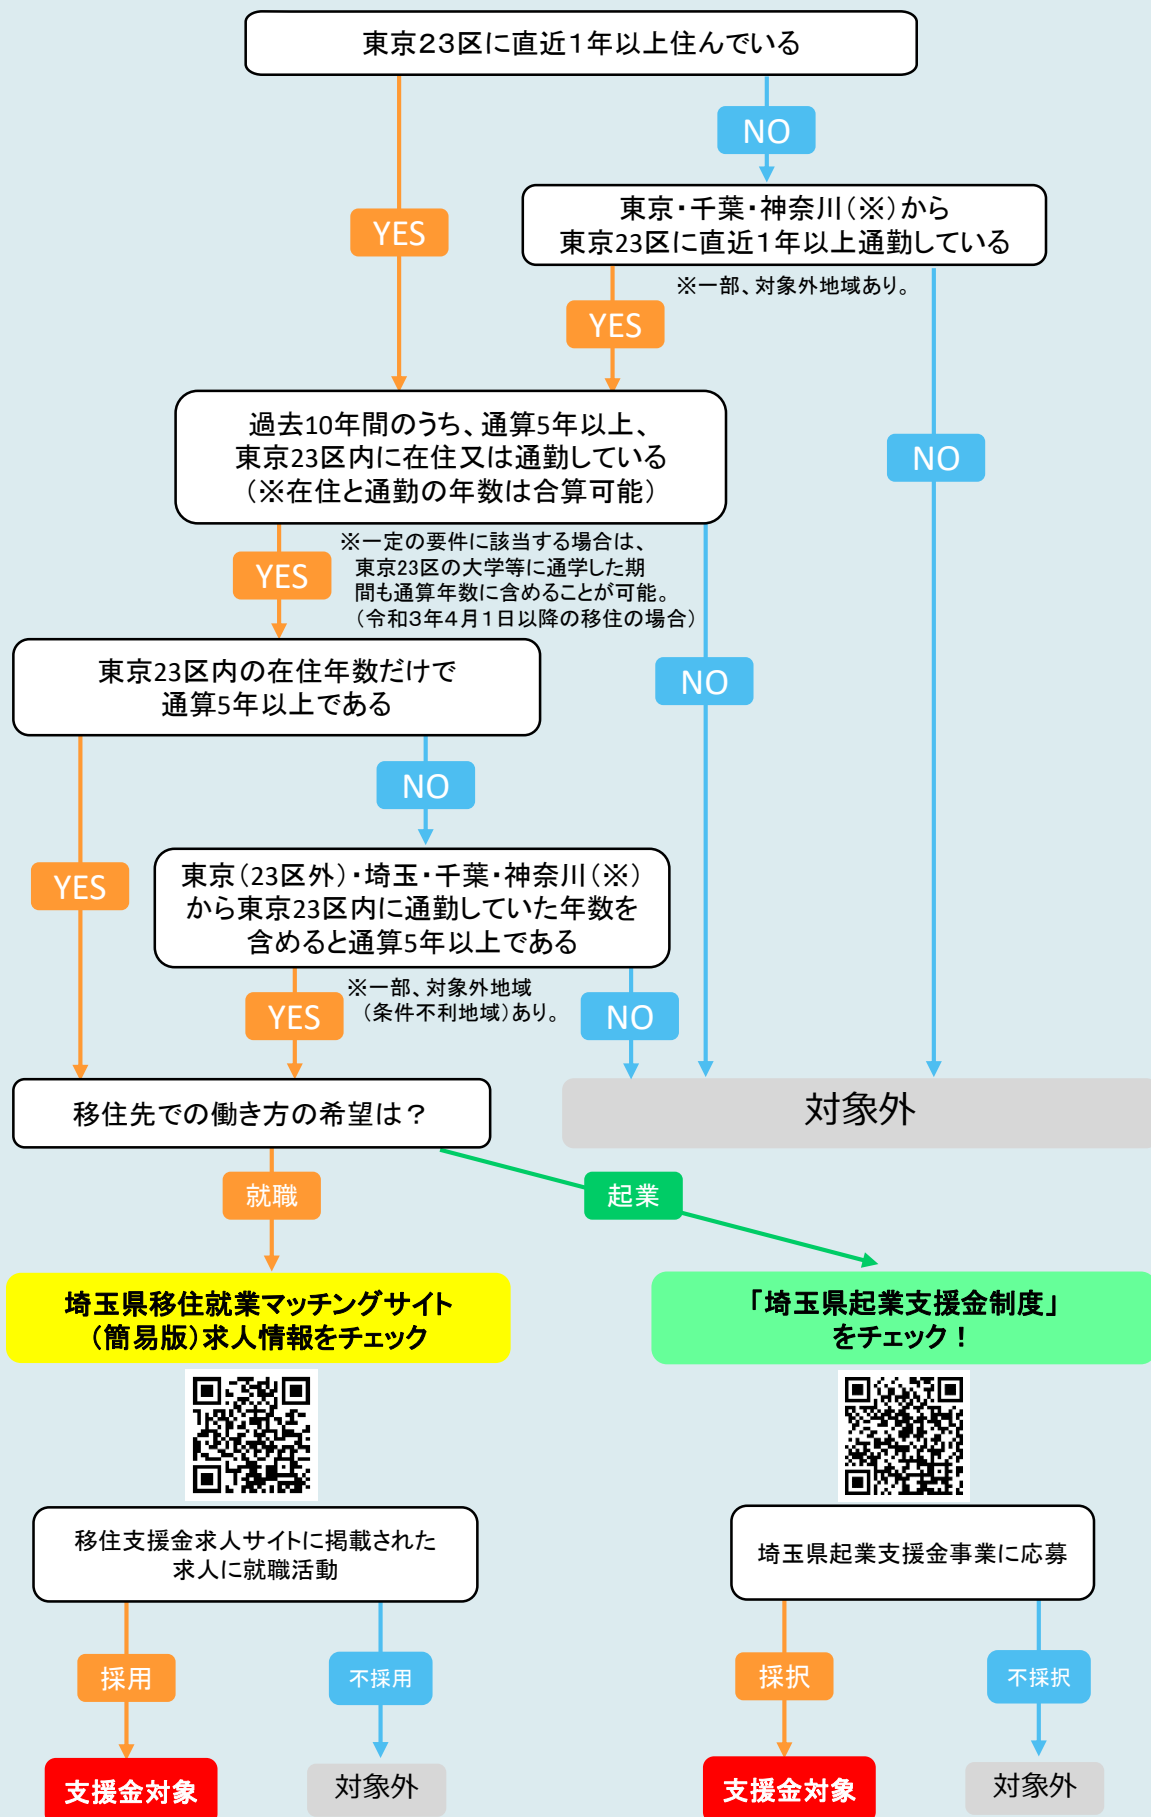 東京23区に直近1年以上住んでいる
NO
YES
東京・千葉・神奈川(※)から
東京23区に直近1年以上通勤している
※一部、対象外地域あり。
YES
NO
過去10年間のうち、通算5年以上、
東京23区内に在住又は通勤している
(※在住と通勤の年数は合算可能)
YES
※一定の要件に該当する場合は、
東京23区の大学等に通学した期
間も通算年数に含めることが可能。
(令和3年4月1日以降の移住の場合)
NO
東京23区内の在住年数だけで
通算5年以上である
NO
YES
東京(23区外)・埼玉・千葉・神奈川(※)
から東京23区内に通勤していた年数を
含めると通算5年以上である
YES
※一部、対象外地域
(条件不利地域)あり。
NO
移住先での働き方の希望は?
対象外
就職
起業
埼玉県移住就業マッチングサイト
(簡易版)求人情報をチェック
「埼玉県起業支援金制度」
をチェック!
移住支援金求人サイトに掲載された
求人に就職活動
埼玉県起業支援金事業に応募
採用
不採用
採択
不採択
支援金対象
対象外
支援金対象
対象外